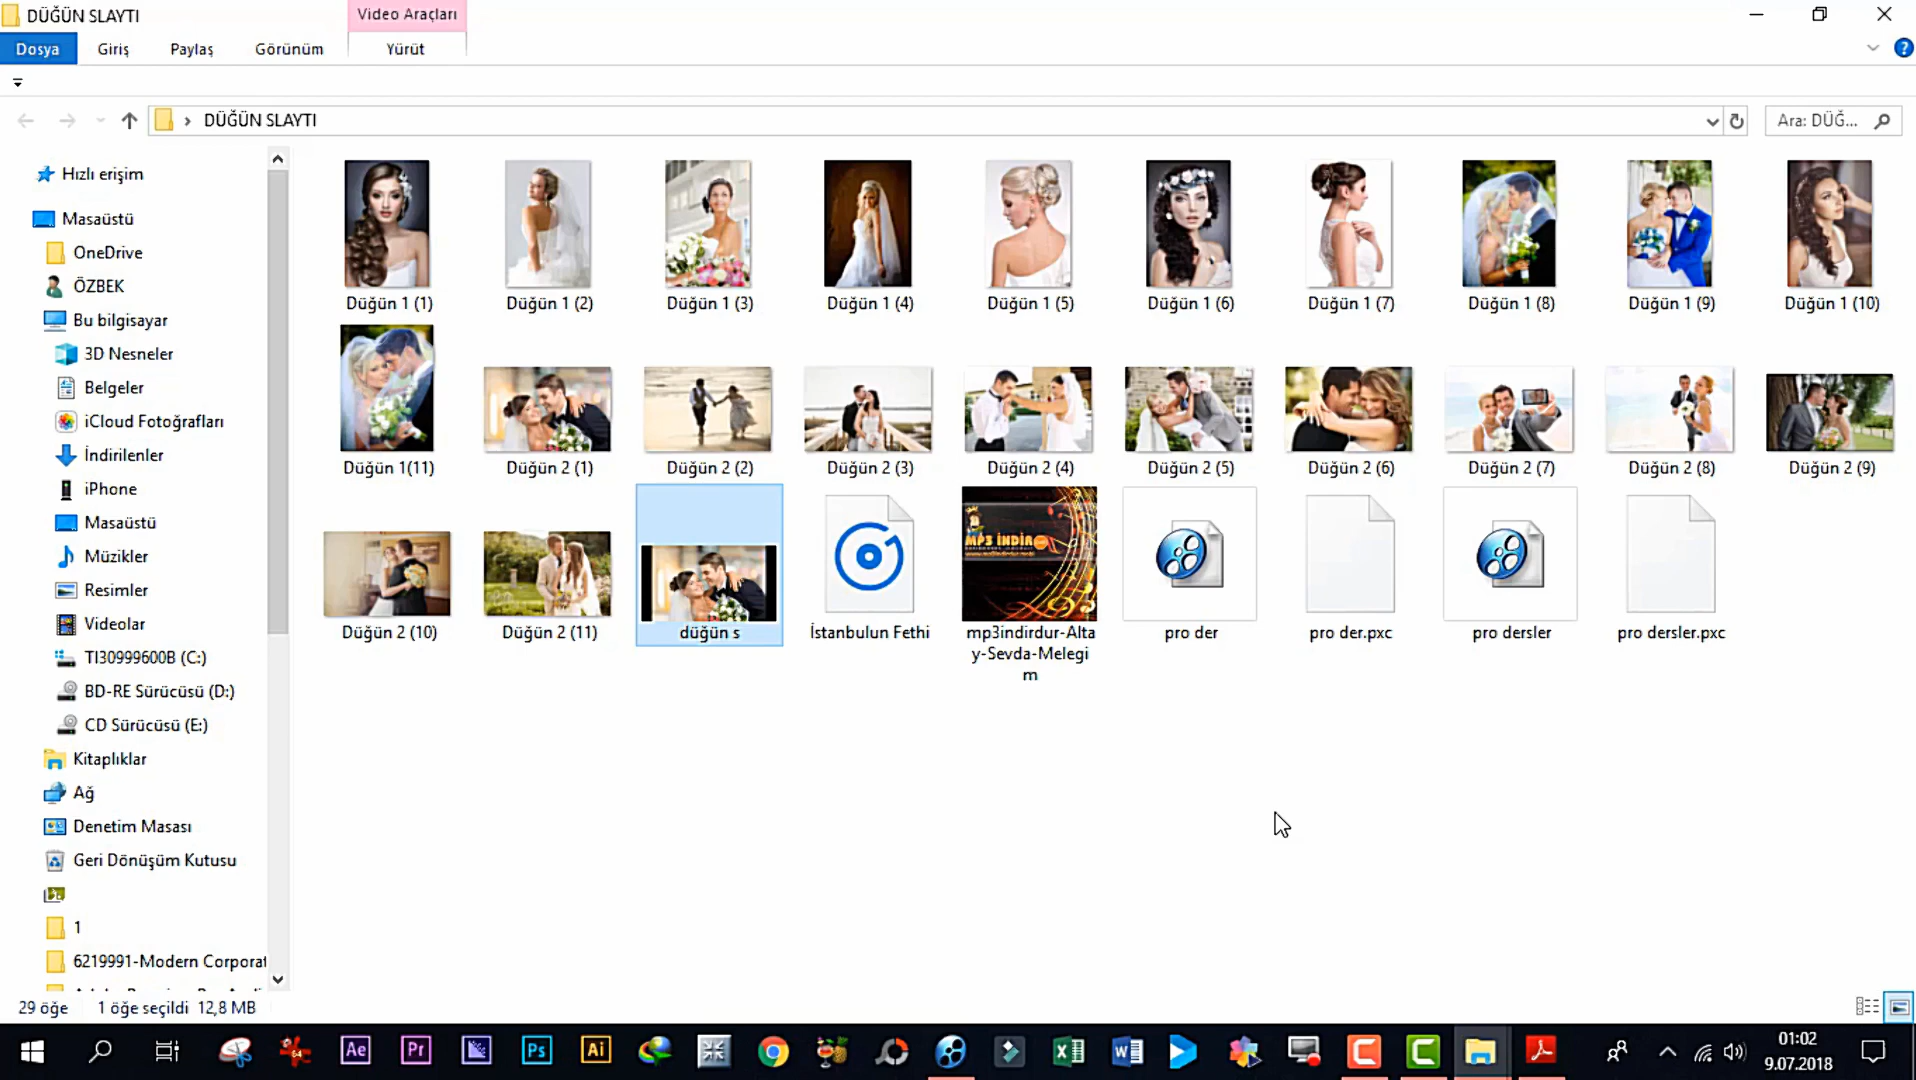 DÜĞÜN SLAYTI
Video Araçları
Dosya
Giriş
Paylaş
Görünüm
Yürüt
DÜĞÜN SLAYTI
Ara: DÜĞ...
Hızlı erişim
Masaüstü
OneDrive
ÖZBEK
Bu bilgisayar
3D Nesneler
Belgeler
iCloud Fotoğrafları
İndirilenler
iPhone
Masaüstü
Müzikler
Resimler
Videolar
TI30999600B (C:)
BD-RE Sürücüsü (D:)
CD Sürücüsü (E:)
Kitaplıklar
Ağ
Denetim Masası
Geri Dönüşüm Kutusu
1
6219991-Modern Corporat
Düğün 1 (1)
Düğün 1 (2)
Düğün 1 (3)
Düğün 1 (4)
Düğün 1 (5)
Düğün 1 (6)
Düğün 1 (7)
Düğün 1 (8)
Düğün 1 (9)
Düğün 1 (10)
Düğün 1(11)
Düğün 2 (1)
Düğün 2 (2)
Düğün 2 (3)
Düğün 2 (4)
Düğün 2 (5)
Düğün 2 (6)
Düğün 2 (7)
Düğün 2 (8)
Düğün 2 (9)
MP3 İNDİR
Düğün 2 (10)
Düğün 2 (11)
düğün s
İstanbulun Fethi
mp3indirdur-Alta
y-Sevda-Melegi
m
pro der
pro der.pxc
pro dersler
pro dersler.pxc
29 öğe
1 öğe seçildi 12,8 MB
Ae
Pr
Ps
Ai
01:02
9.07.2018